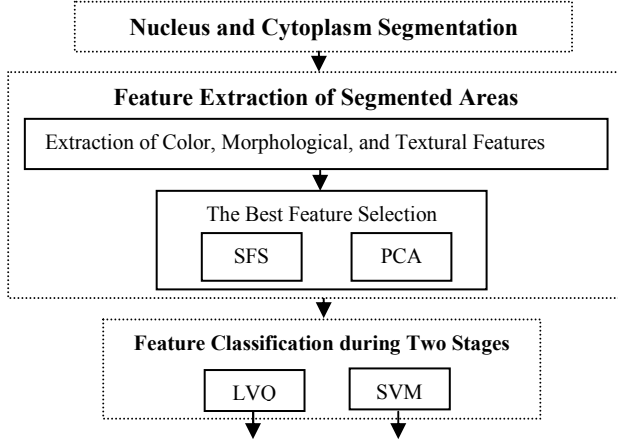 Nucleus and Cytoplasm Segmentation
Feature Extraction of Segmented Areas
Extraction of Color, Morphological, and Textural Features
The Best Feature Selection
SFS
PCA
Feature Classification during Two Stages
LVQ
SVM